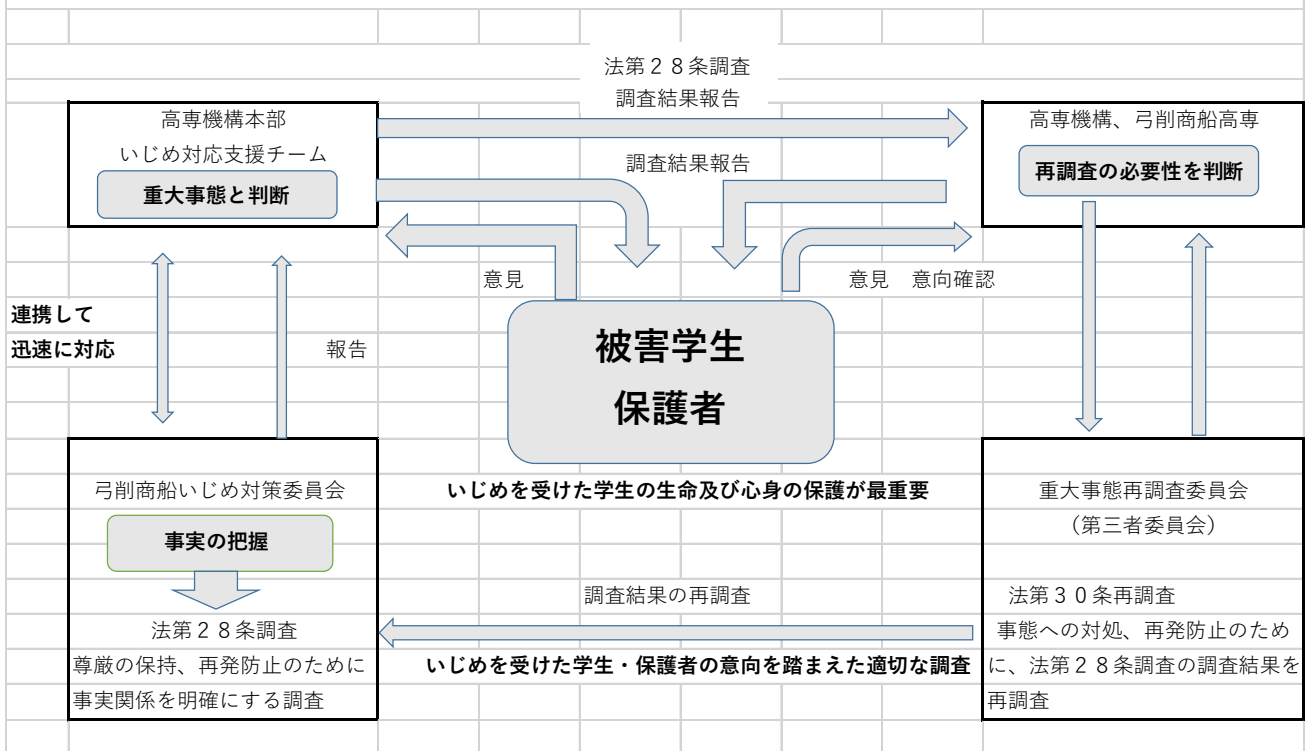 法第２８条調査
調査結果報告
高専機構本部
いじめ対応支援チーム
重大事態と判断
高専機構、弓削商船高専
再調査の必要性を判断
調査結果報告
意見
意見　意向確認
連携して
迅速に対応
報告
被害学生
保護者
弓削商船いじめ対策委員会
事実の把握
法第２８条調査
尊厳の保持、再発防止のために
事実関係を明確にする調査
いじめを受けた学生の生命及び心身の保護が最重要
調査結果の再調査
いじめを受けた学生・保護者の意向を踏まえた適切な調査
重大事態再調査委員会
（第三者委員会）
法第３０条再調査
事態への対処、再発防止のため
に、法第２８条調査の調査結果を
再調査